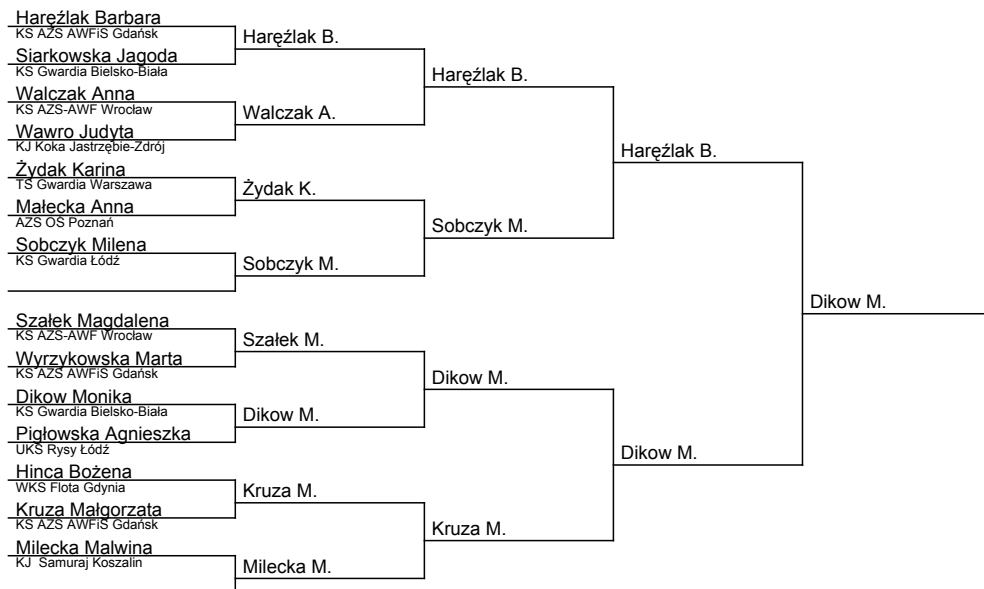 Haręźlak Barbara
KS AZS AWFiS Gdańsk
Siarkowska Jagoda
KS Gwardia Bielsko-Biała
Walczak Anna
KS AZS-AWF Wrocław
Wawro Judyta
KJ Koka Jastrzębie-Zdrój
Żydak Karina
TS Gwardia Warszawa
Małecka Anna
AZS OŚ Poznań
Sobczyk Milena
KS Gwardia Łódź
Szałek Magdalena
KS AZS-AWF Wrocław
Wyrzykowska Marta
KS AZS AWFiS Gdańsk
Dikow Monika
KS Gwardia Bielsko-Biała
Pigłowska Agnieszka
UKS Rysy Łódź
Hinca Bożena
WKS Flota Gdynia
Kruza Małgorzata
KS AZS AWFiS Gdańsk
Milecka Malwina
KJ  Samuraj Koszalin
Haręźlak B.
Walczak A.
Żydak K.
Sobczyk M.
Szałek M.
Dikow M.
Kruza M.
Milecka M.
Haręźlak B.
Sobczyk M.
Dikow M.
Kruza M.
Haręźlak B.
Dikow M.
Dikow M.